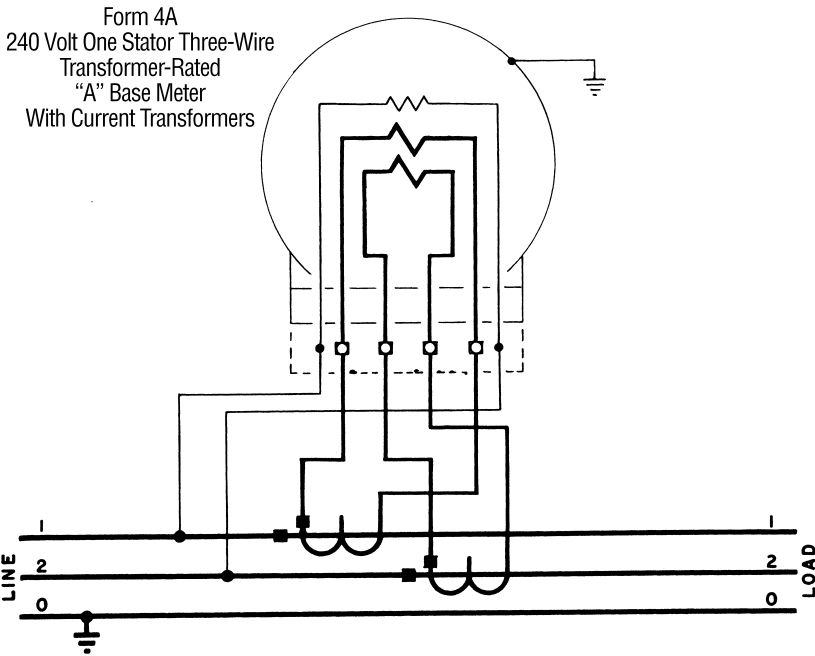 Form 4A
240 Volt One Stator Three-Wire
Transformer-Rated
“A” Base Meter
With Current Transformers
1
1
2
2
0
0
LINE
LOAD